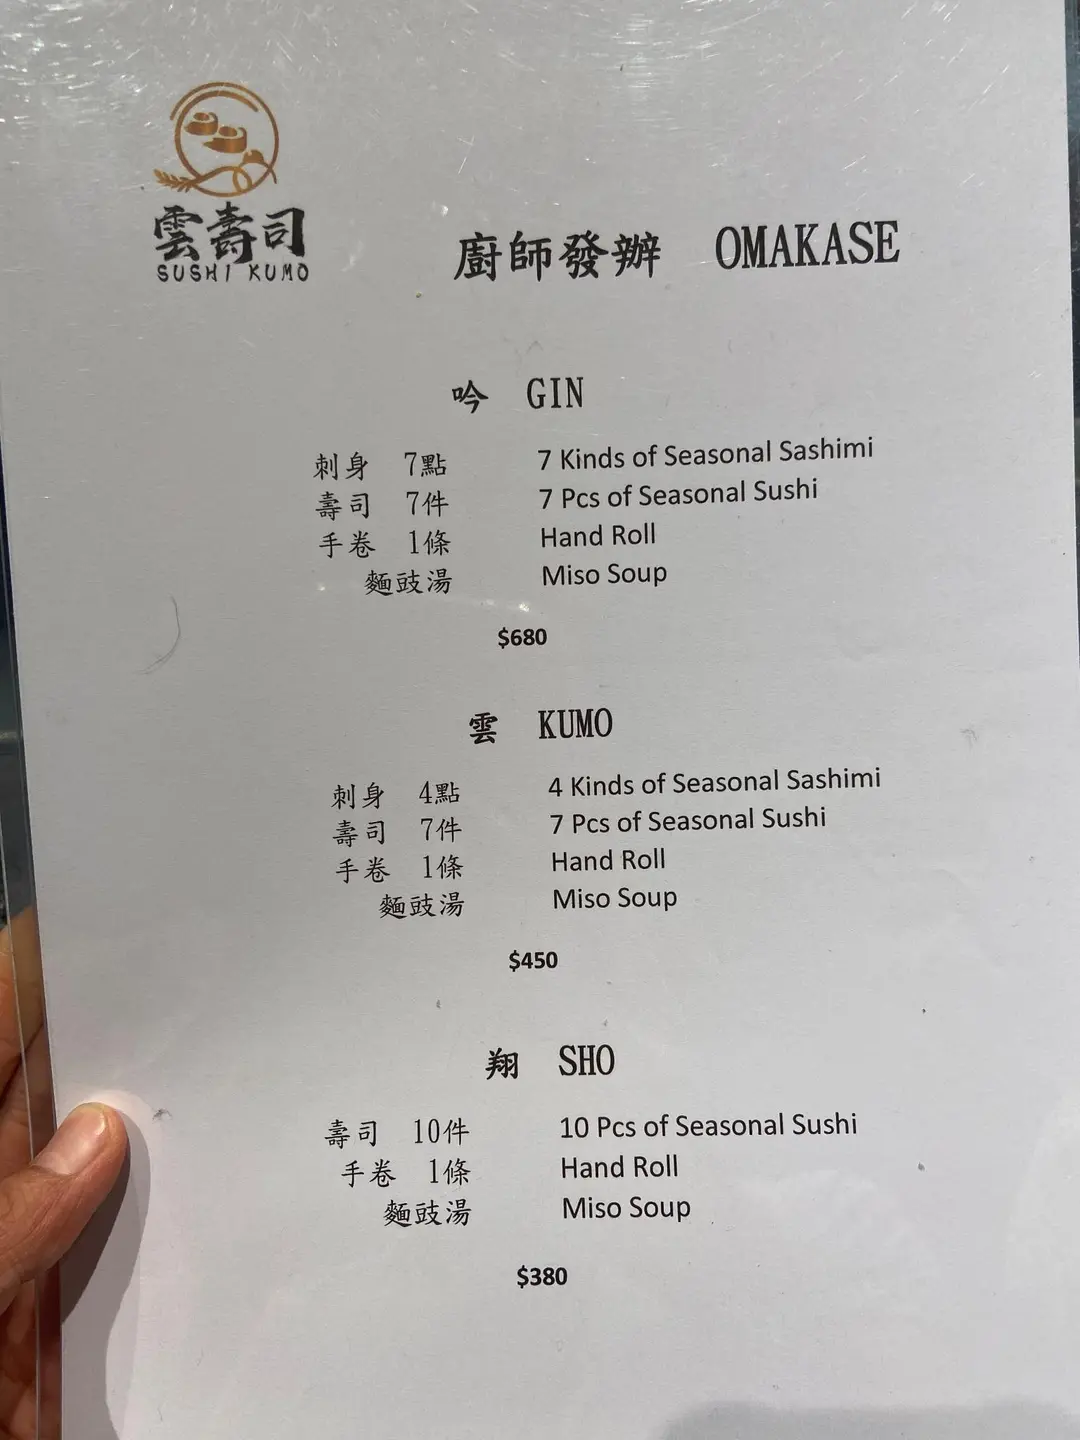 雲壽司
SUSHI KUMO
廚師發辦 OMAKASE
吟 GIN
刺身 7點 7 Kinds of Seasonal Sashimi
壽司 7件 7 Pcs of Seasonal Sushi
手卷 1條 Hand Roll
麵豉湯 Miso Soup
$680
雲 KUMO
刺身 4點 4 Kinds of Seasonal Sashimi
壽司 7件 7 Pcs of Seasonal Sushi
手卷 1條 Hand Roll
麵豉湯 Miso Soup
$450
翔 SHO
壽司 10件 10 Pcs of Seasonal Sushi
手卷 1條 Hand Roll
麵豉湯 Miso Soup
$380